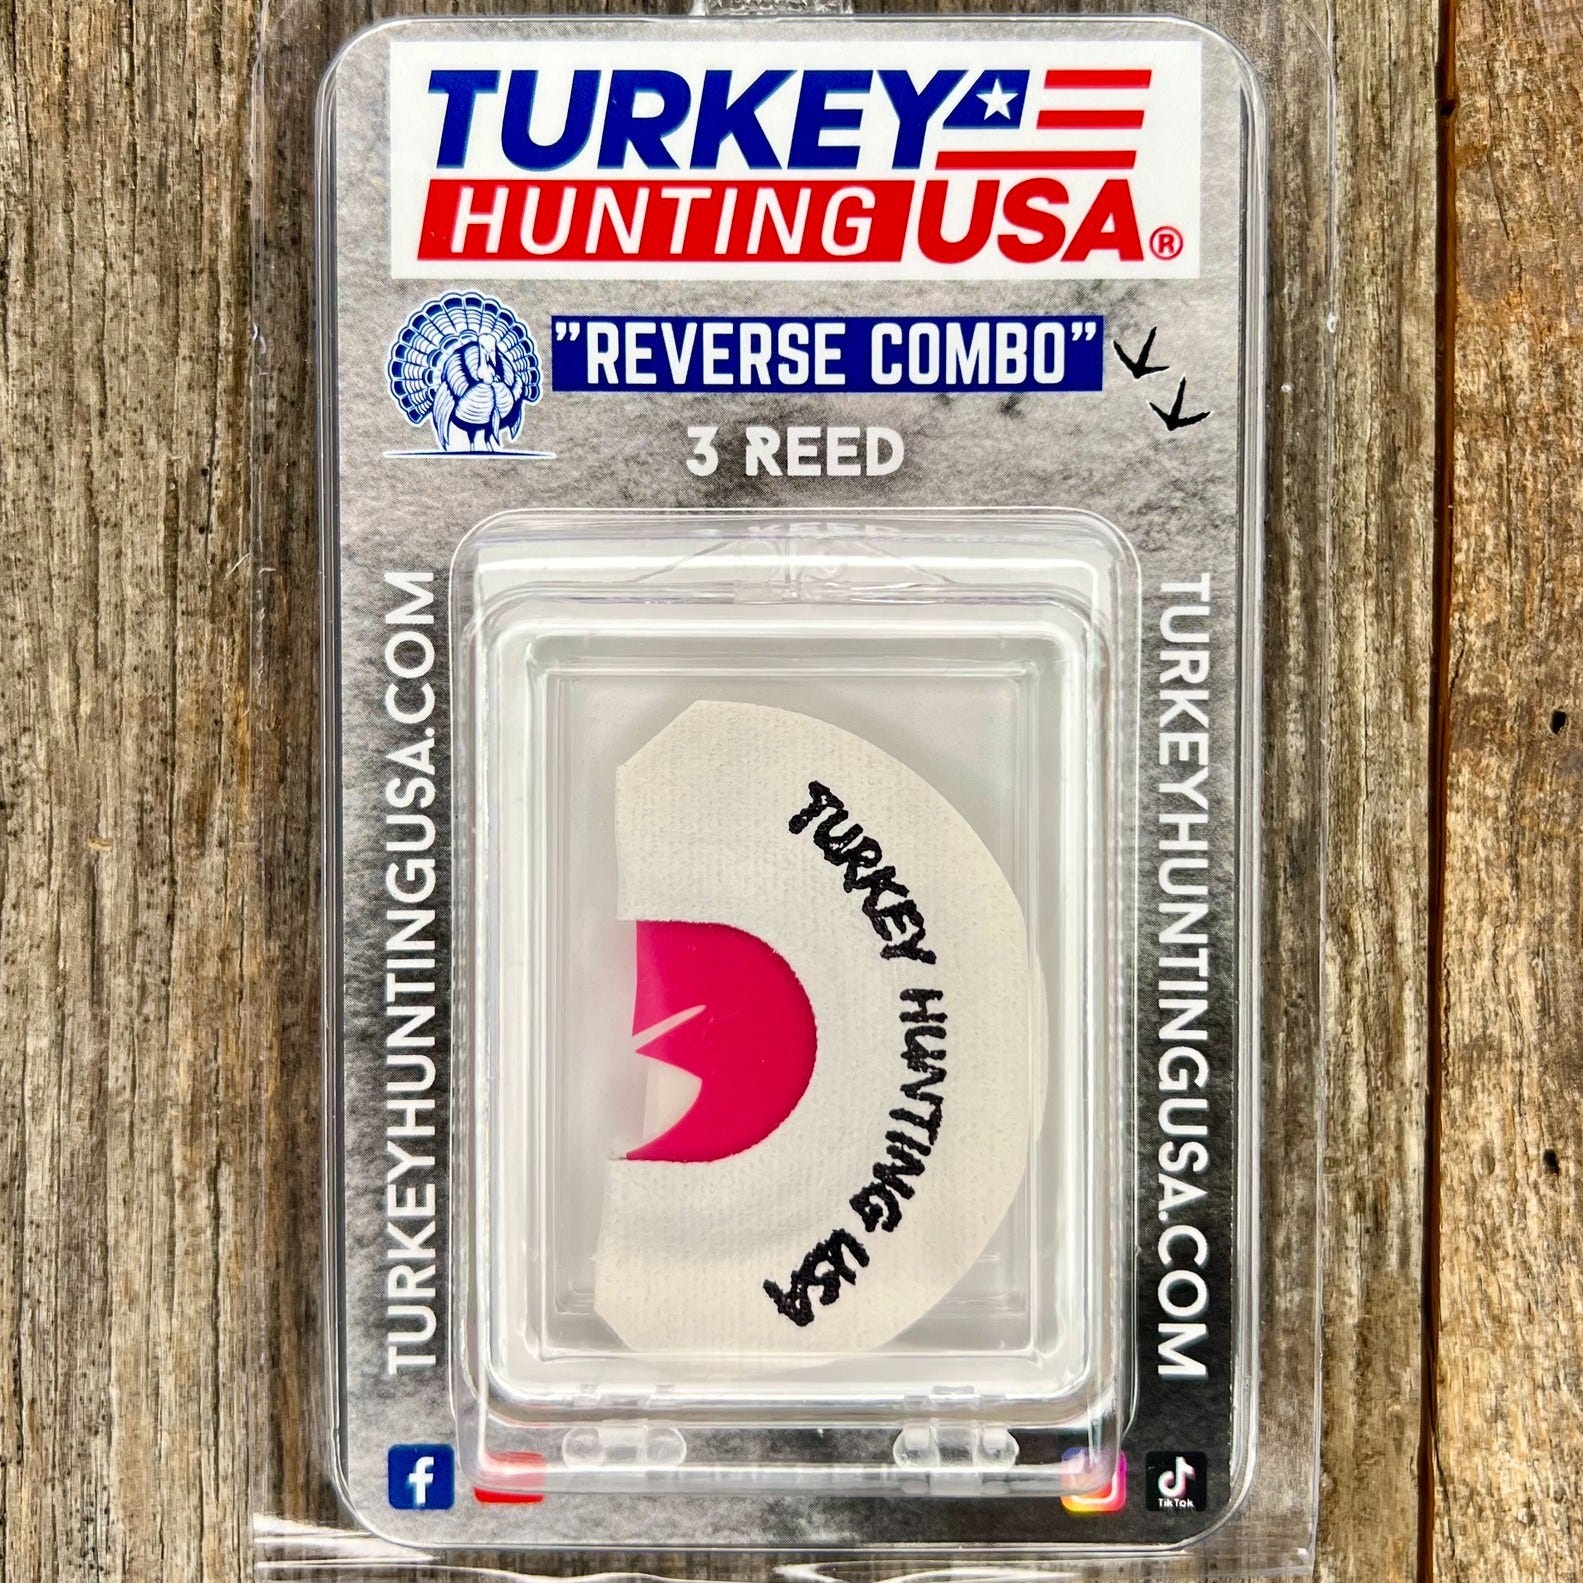 TURKEY
HUNTING USA®
"REVERSE COMBO"
3 REED
TURKEYHUNTINGUSA.COM
TURKEYHUNTINGUSA.COM
TURKEY HUNTING USA
f
TikTok